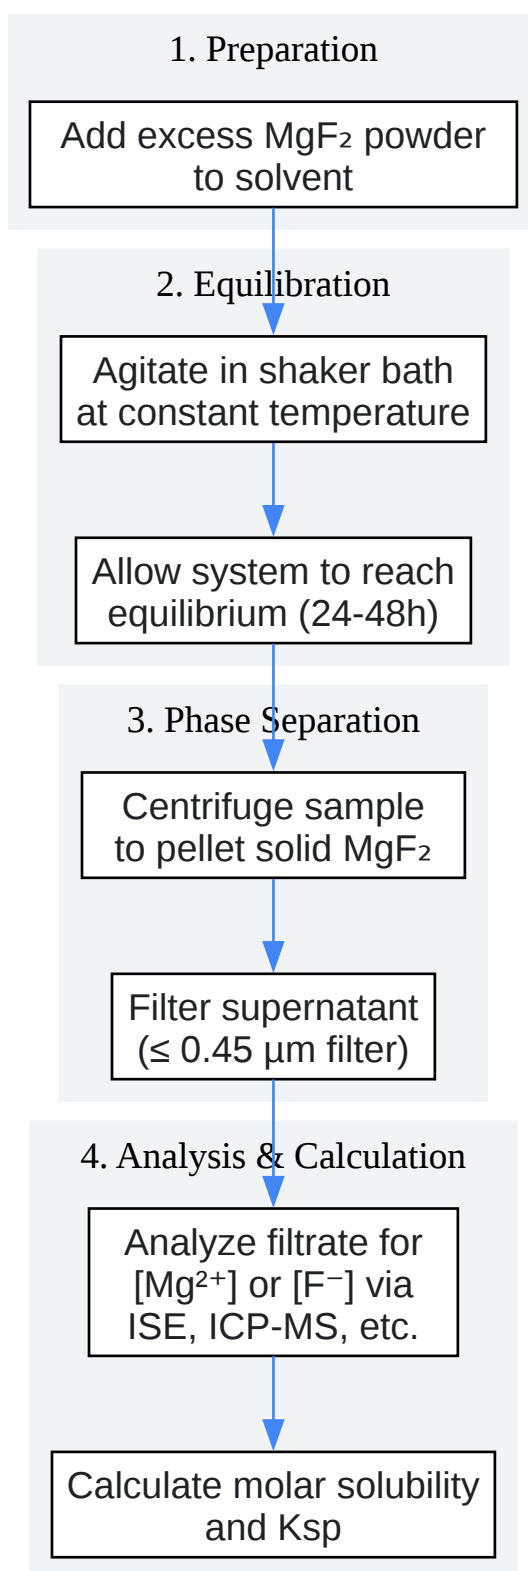 1. Preparation
Add excess MgF₂ powder
to solvent
2. Equilibration
Agitate in shaker bath
at constant temperature
Allow system to reach
equilibrium (24-48h)
3. Phase Separation
Centrifuge sample
to pellet solid MgF₂
Filter supernatant
(≤ 0.45 µm filter)
4. Analysis & Calculation
Analyze filtrate for
[Mg²⁺] or [F⁻] via
ISE, ICP-MS, etc.
Calculate molar solubility
and Ksp